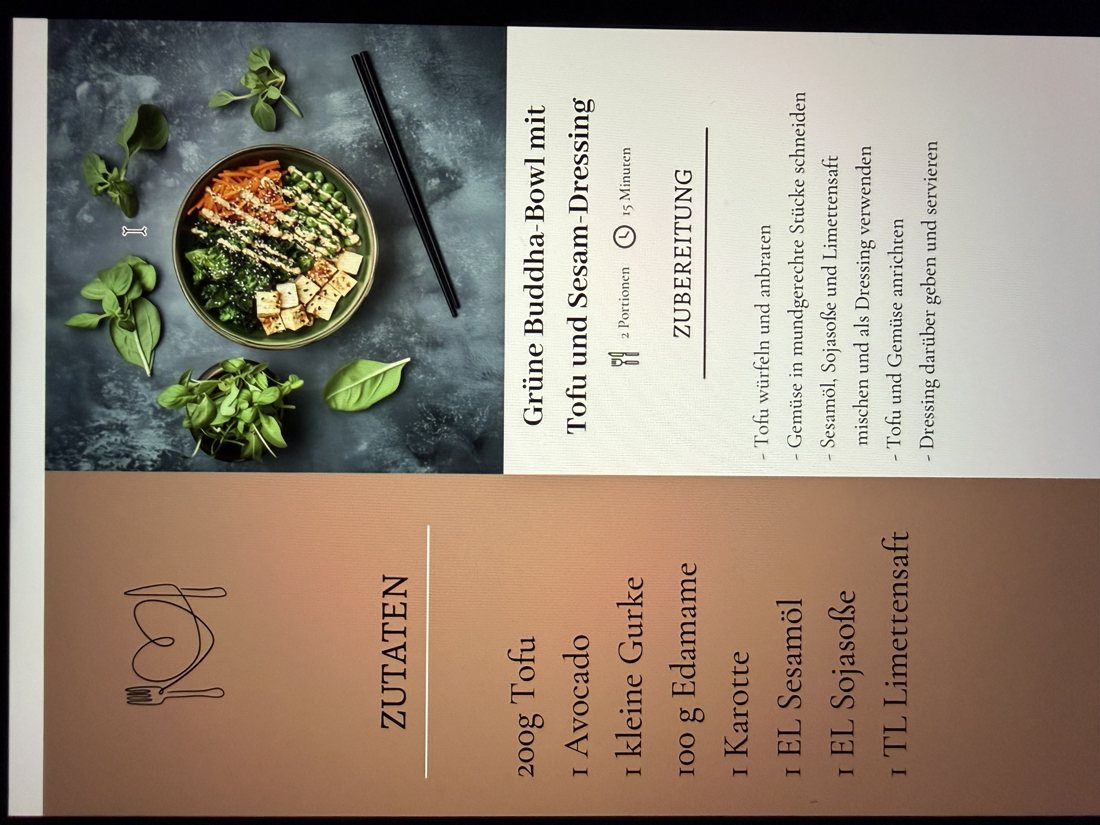 ZUTATEN
200g Tofu
1 Avocado
1 kleine Gurke
100 g Edamame
1 Karotte
1 EL Sesamöl
1 EL Sojasoße
1 TL Limettensaft
Grüne Buddha-Bowl mit
Tofu und Sesam-Dressing
2 Portionen 15 Minuten
ZUBEREITUNG
- Tofu würfeln und anbraten
- Gemüse in mundgerechte Stücke schneiden
- Sesamöl, Sojasoße und Limettensaft
mischen und als Dressing verwenden
- Tofu und Gemüse anrichten
- Dressing darüber geben und servieren